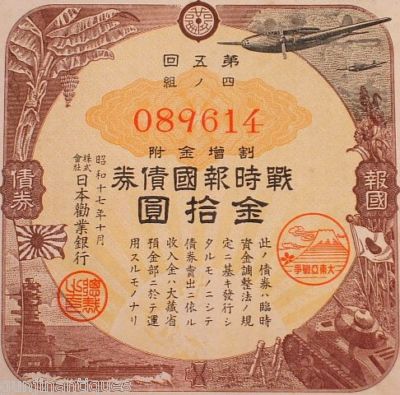 第五回
四ノ組
089614
割増金附
戰時報國債券
金拾圓
報國
債券
此ノ債券ハ臨時
資金調整法ノ規
定ニ基キ發行シ
タルモノニシテ
債券賣出ニ依ル
收入金ハ大藏省
預金部ニ於テ運
用スルモノナリ
大東亞戰爭
昭和十七年十月
株式會社日本勸業銀行
quinlinantiques